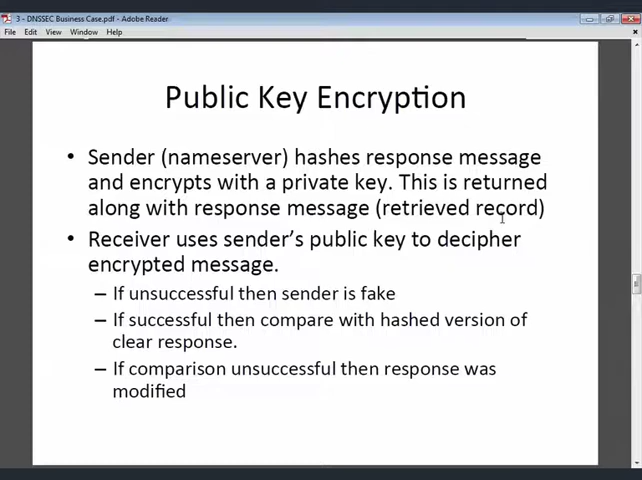 3 - DNSSEC Business Case.pdf - Adobe Reader
File Edit View Window Help
Public Key Encryption
• Sender (nameserver) hashes response message
and encrypts with a private key. This is returned
along with response message (retrieved record)
• Receiver uses sender's public key to decipher
encrypted message.
– If unsuccessful then sender is fake
– If successful then compare with hashed version of
clear response.
– If comparison unsuccessful then response was
modified